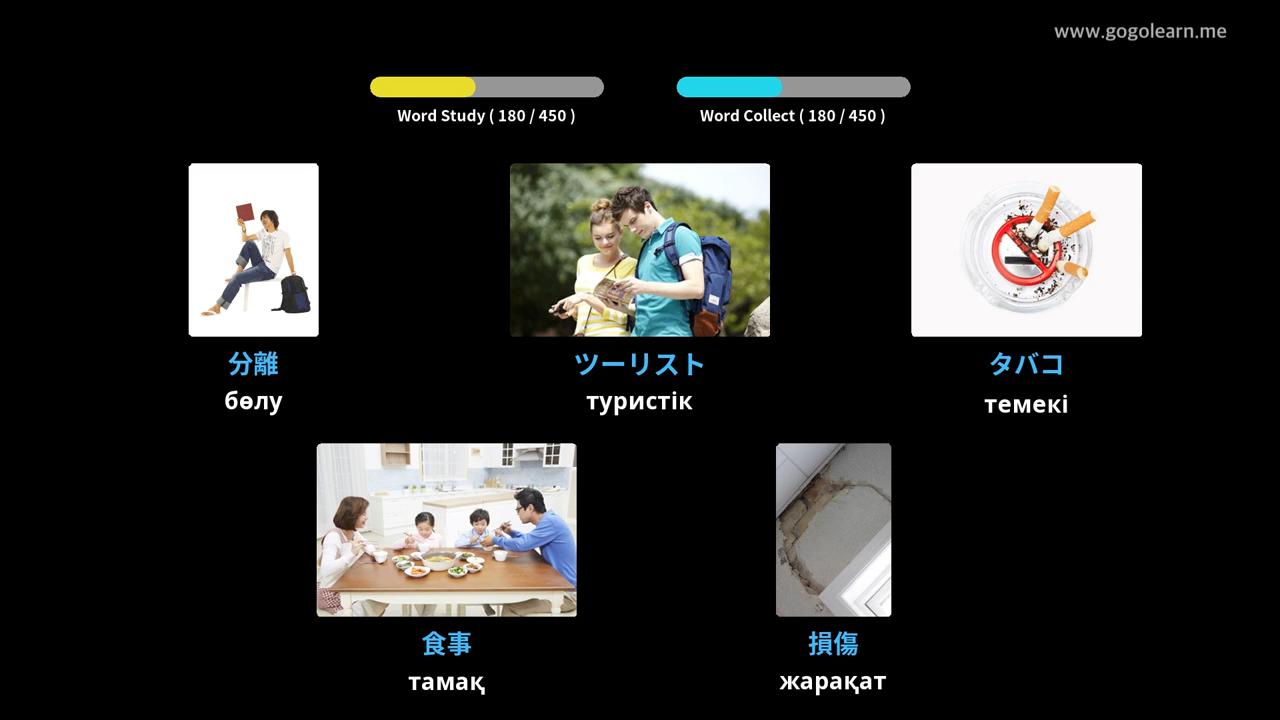 www.gogolearn.me
Word Study ( 180 / 450 )
Word Collect ( 180 / 450 )
分離
бөлу
ツーリスト
туристік
タバコ
темекі
食事
тамақ
損傷
жарақат